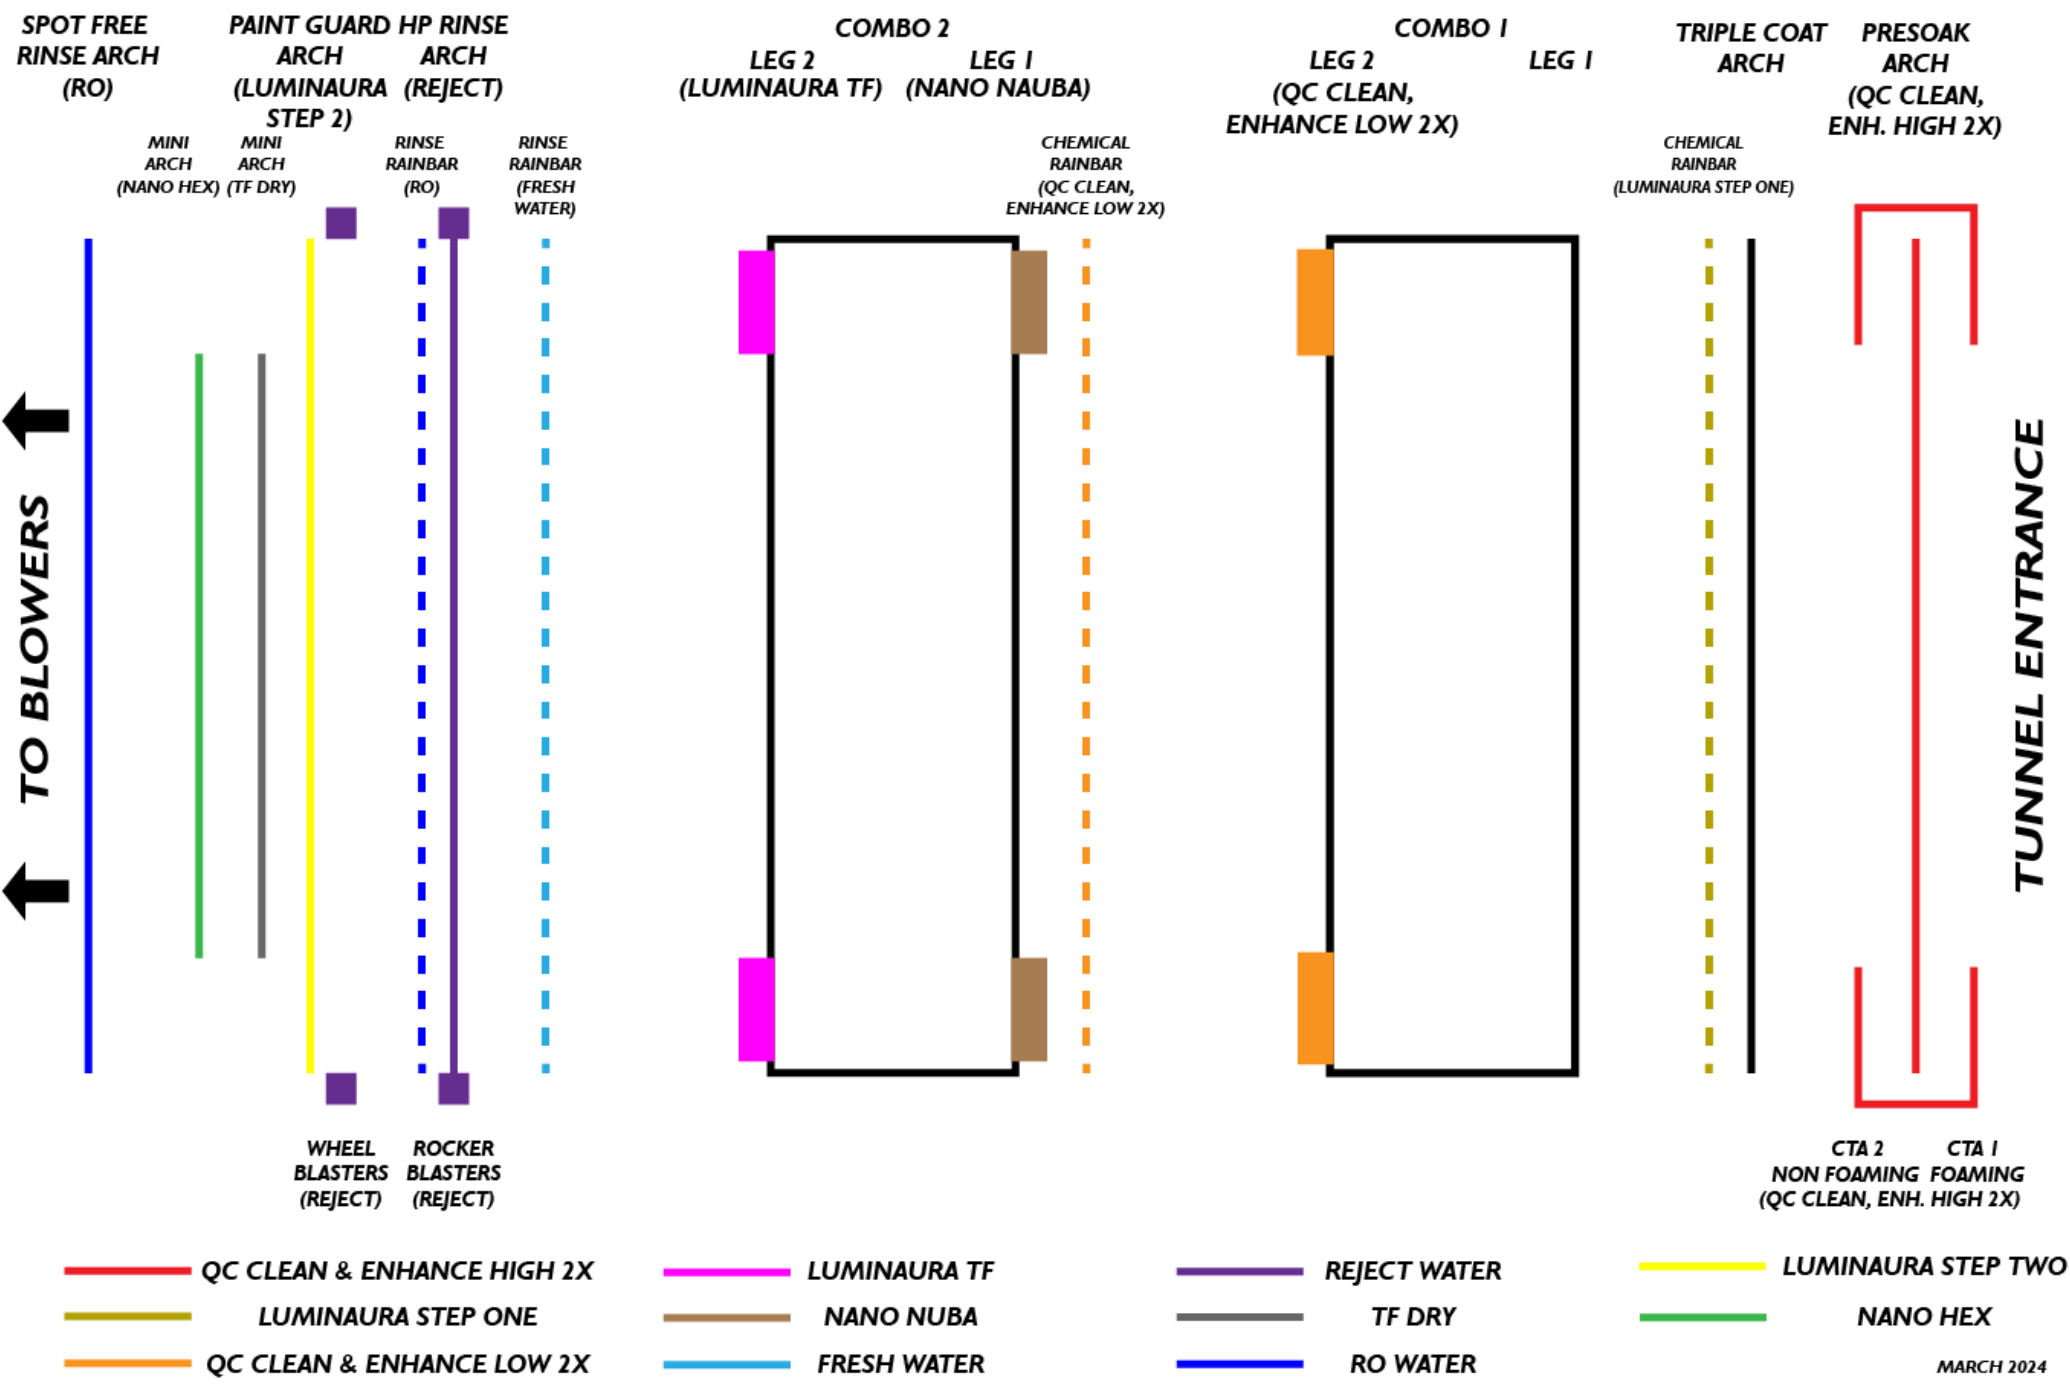 SPOT FREE
RINSE ARCH
(RO)
PAINT GUARD
ARCH
(LUMINAURA
STEP 2)
HP RINSE
ARCH
(REJECT)
COMBO 2
LEG 2
(LUMINAURA TF)
LEG 1
(NANO NAUBA)
COMBO 1
LEG 2
(QC CLEAN,
ENHANCE LOW 2X)
LEG 1
TRIPLE COAT
ARCH
PRESOAK
ARCH
(QC CLEAN,
ENH. HIGH 2X)
MINI
ARCH
(NANO HEX)
MINI
ARCH
(TF DRY)
RINSE
RAINBAR
(RO)
RINSE
RAINBAR
(FRESH
WATER)
CHEMICAL
RAINBAR
(QC CLEAN,
ENHANCE LOW 2X)
CHEMICAL
RAINBAR
(LUMINAURA STEP ONE)
TO BLOWERS
TUNNEL ENTRANCE
WHEEL
BLASTERS
(REJECT)
ROCKER
BLASTERS
(REJECT)
CTA 2
NON FOAMING
CTA 1
FOAMING
(QC CLEAN, ENH. HIGH 2X)
QC CLEAN & ENHANCE HIGH 2X
LUMINAURA STEP ONE
QC CLEAN & ENHANCE LOW 2X
LUMINAURA TF
NANO NUBA
FRESH WATER
REJECT WATER
TF DRY
RO WATER
LUMINAURA STEP TWO
NANO HEX
MARCH 2024